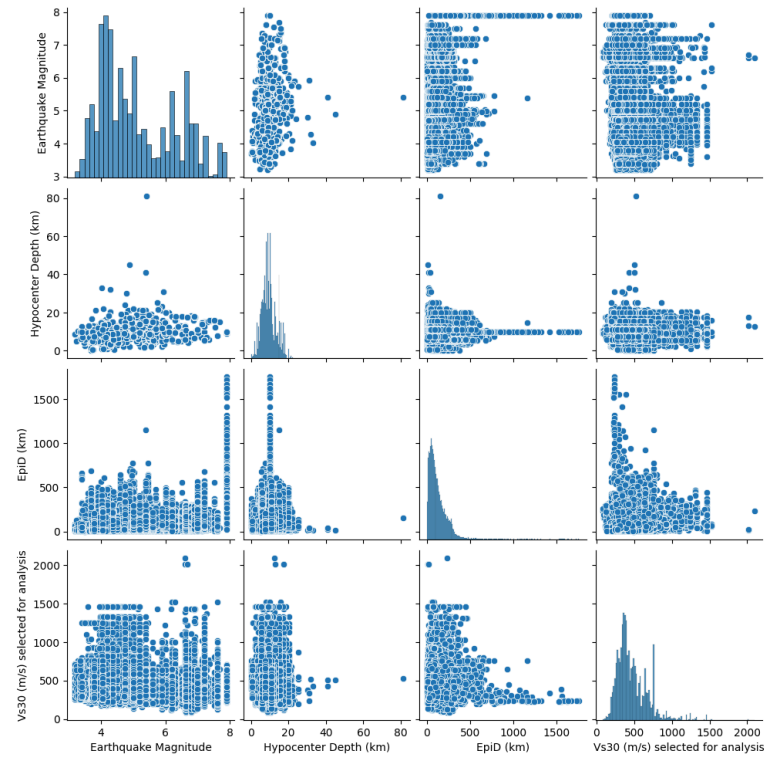 8
7
6
5
4
3
Earthquake Magnitude
80
60
40
20
0
Hypocenter Depth (km)
1500
1000
500
0
EpiD (km)
2000
1500
1000
500
0
Vs30 (m/s) selected for analysis
4 6 8
0 20 40 60 80
0 500 1000 1500
0 500 1000 1500 2000
Earthquake Magnitude
Hypocenter Depth (km)
EpiD (km)
Vs30 (m/s) selected for analysis